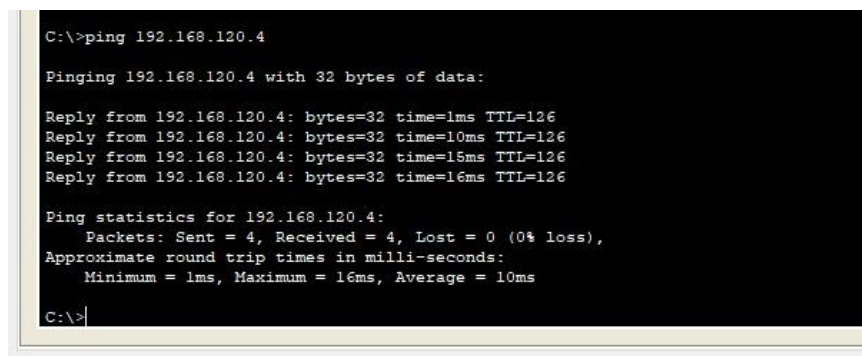 C:\>ping 192.168.120.4
Pinging 192.168.120.4 with 32 bytes of data:
Reply from 192.168.120.4: bytes=32 time=1ms TTL=126
Reply from 192.168.120.4: bytes=32 time=10ms TTL=126
Reply from 192.168.120.4: bytes=32 time=15ms TTL=126
Reply from 192.168.120.4: bytes=32 time=16ms TTL=126
Ping statistics for 192.168.120.4:
Packets: Sent = 4, Received = 4, Lost = 0 (0% loss),
Approximate round trip times in milli-seconds:
Minimum = 1ms, Maximum = 16ms, Average = 10ms
C:\>